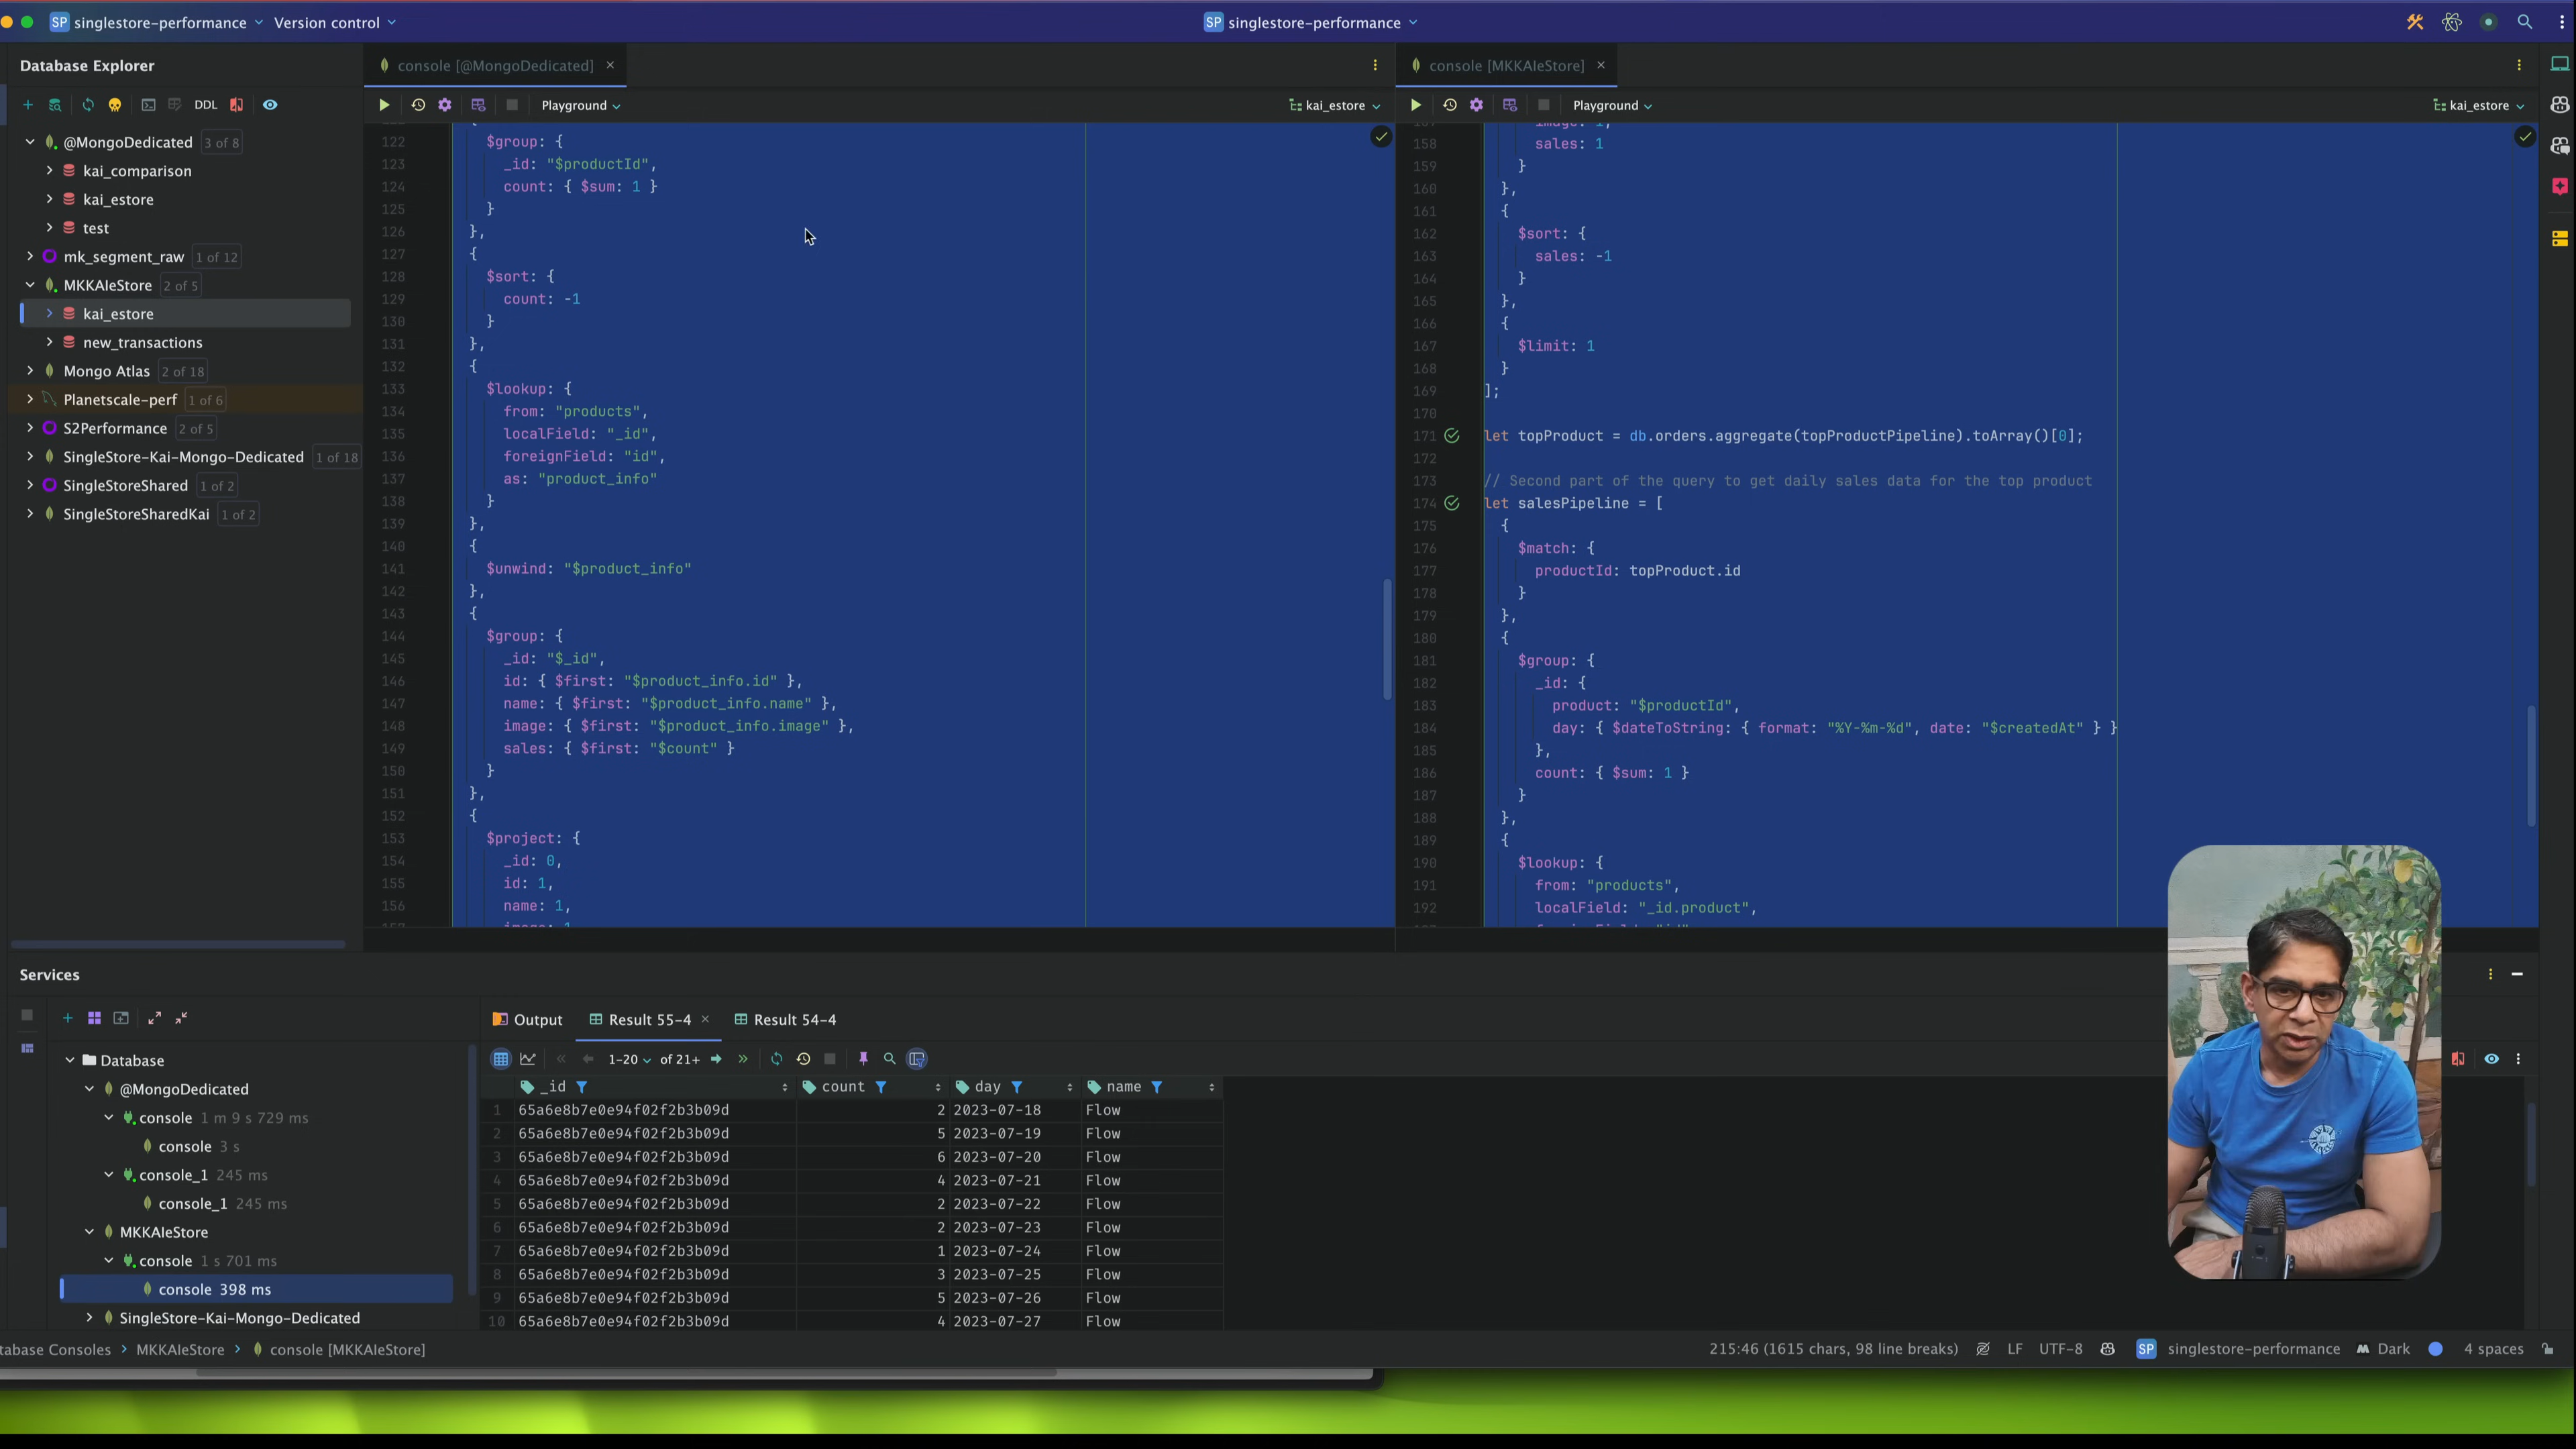 SP singlestore-performance Version control
SP singlestore-performance
Database Explorer
DDL
@MongoDedicated 3 of 8
kai_comparison
kai_estore
test
mk_segment_raw 1 of 12
MKKAIeStore 2 of 5
kai_estore
new_transactions
Mongo Atlas 2 of 18
Planetscale-perf 1 of 6
S2Performance 2 of 5
SingleStore-Kai-Mongo-Dedicated 1 of 18
SingleStoreShared 1 of 2
SingleStoreSharedKai 1 of 2
console [@MongoDedicated]
Playground kai_estore
122 $group: {
123 _id: "$productId",
124 count: { $sum: 1 }
125 }
126 },
127 {
128 $sort: {
129 count: -1
130 }
131 },
132 {
133 $lookup: {
134 from: "products",
135 localField: "_id",
136 foreignField: "id",
137 as: "product_info"
138 }
139 },
140 {
141 $unwind: "$product_info"
142 },
143 {
144 $group: {
145 _id: "$_id",
146 id: { $first: "$product_info.id" },
147 name: { $first: "$product_info.name" },
148 image: { $first: "$product_info.image" },
149 sales: { $first: "$count" }
150 }
151 },
152 {
153 $project: {
154 _id: 0,
155 id: 1,
156 name: 1,
console [MKKAIeStore]
Playground kai_estore
158 sales: 1
159 }
160 },
161 {
162 $sort: {
163 sales: -1
164 }
165 },
166 {
167 $limit: 1
168 }
169 ];
170
171 let topProduct = db.orders.aggregate(topProductPipeline).toArray()[0];
172
173 // Second part of the query to get daily sales data for the top product
174 let salesPipeline = [
175 {
176 $match: {
177 productId: topProduct.id
178 }
179 },
180 {
181 $group: {
182 _id: {
183 product: "$productId",
184 day: { $dateToString: { format: "%Y-%m-%d", date: "$createdAt" } }
185 },
186 count: { $sum: 1 }
187 }
188 },
189 {
190 $lookup: {
191 from: "products",
192 localField: "_id.product",
Services
Database
@MongoDedicated
console 1 m 9 s 729 ms
console 3 s
console_1 245 ms
console_1 245 ms
MKKAIeStore
console 1 s 701 ms
console 398 ms
SingleStore-Kai-Mongo-Dedicated
Output Result 55-4 Result 54-4
1-20 of 21+
_id count day name
1 65a6e8b7e0e94f02f2b3b09d 2 2023-07-18 Flow
2 65a6e8b7e0e94f02f2b3b09d 5 2023-07-19 Flow
3 65a6e8b7e0e94f02f2b3b09d 6 2023-07-20 Flow
4 65a6e8b7e0e94f02f2b3b09d 4 2023-07-21 Flow
5 65a6e8b7e0e94f02f2b3b09d 2 2023-07-22 Flow
6 65a6e8b7e0e94f02f2b3b09d 2 2023-07-23 Flow
7 65a6e8b7e0e94f02f2b3b09d 1 2023-07-24 Flow
8 65a6e8b7e0e94f02f2b3b09d 3 2023-07-25 Flow
9 65a6e8b7e0e94f02f2b3b09d 5 2023-07-26 Flow
10 65a6e8b7e0e94f02f2b3b09d 4 2023-07-27 Flow
tabase Consoles MKKAIeStore console [MKKAIeStore]
215:46 (1615 chars, 98 line breaks) LF UTF-8 SP singlestore-performance Dark 4 spaces